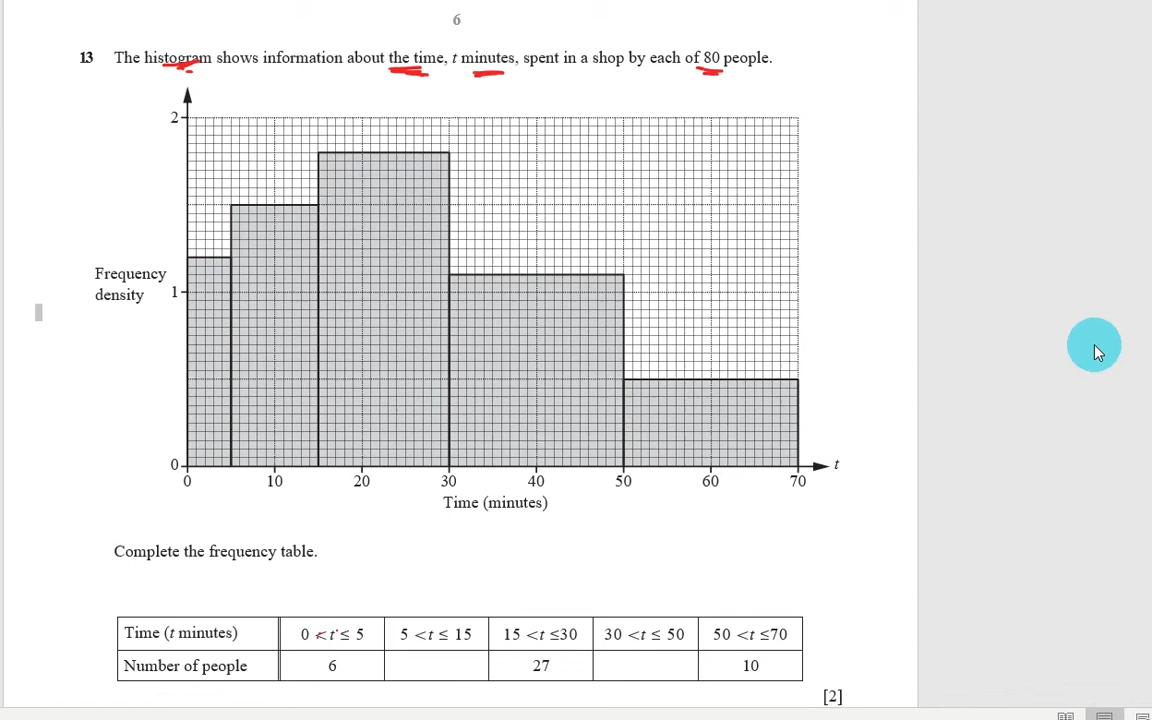 6
13 The histogram shows information about the time, t minutes, spent in a shop by each of 80 people.
2
Frequency
density
1
0
0 10 20 30 40 50 60 70 t
Time (minutes)
Complete the frequency table.
Time (t minutes) 0 < t ≤ 5 5 < t ≤ 15 15 < t ≤30 30 < t ≤ 50 50 < t ≤70
Number of people 6 27 10
[2]